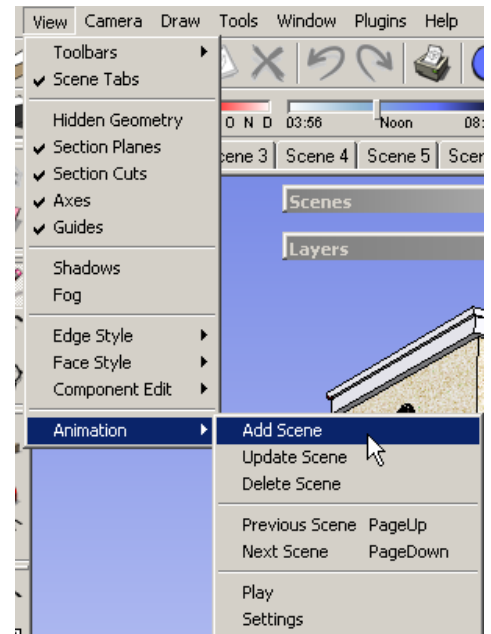 View Camera Draw Tools Window Plugins Help
Toolbars
Scene Tabs
Hidden Geometry
O N D 03:56 Noon 08:
Section Planes
Scene 4 Scene 5
Section Cuts
Axes
Scenes
Guides
Layers
Shadows
Fog
Edge Style
Face Style
Component Edit
Animation
Add Scene
Update Scene
Delete Scene
Previous Scene PageUp
Next Scene PageDown
Play
Settings